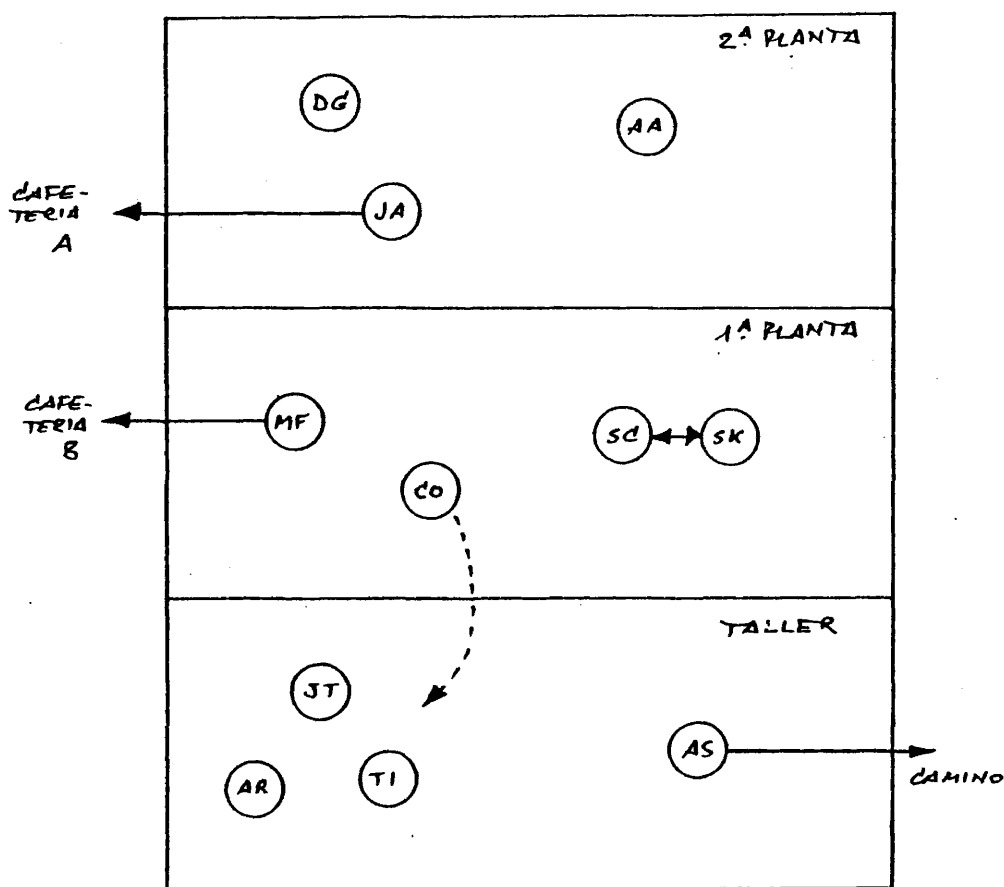 2ª PLANTA
DG
AA
CAFE-
TERIA
A
JA
1ª PLANTA
CAFE-
TERIA
B
MF
SC
SK
CO
TALLER
JT
AS
AR
TI
CAMINO